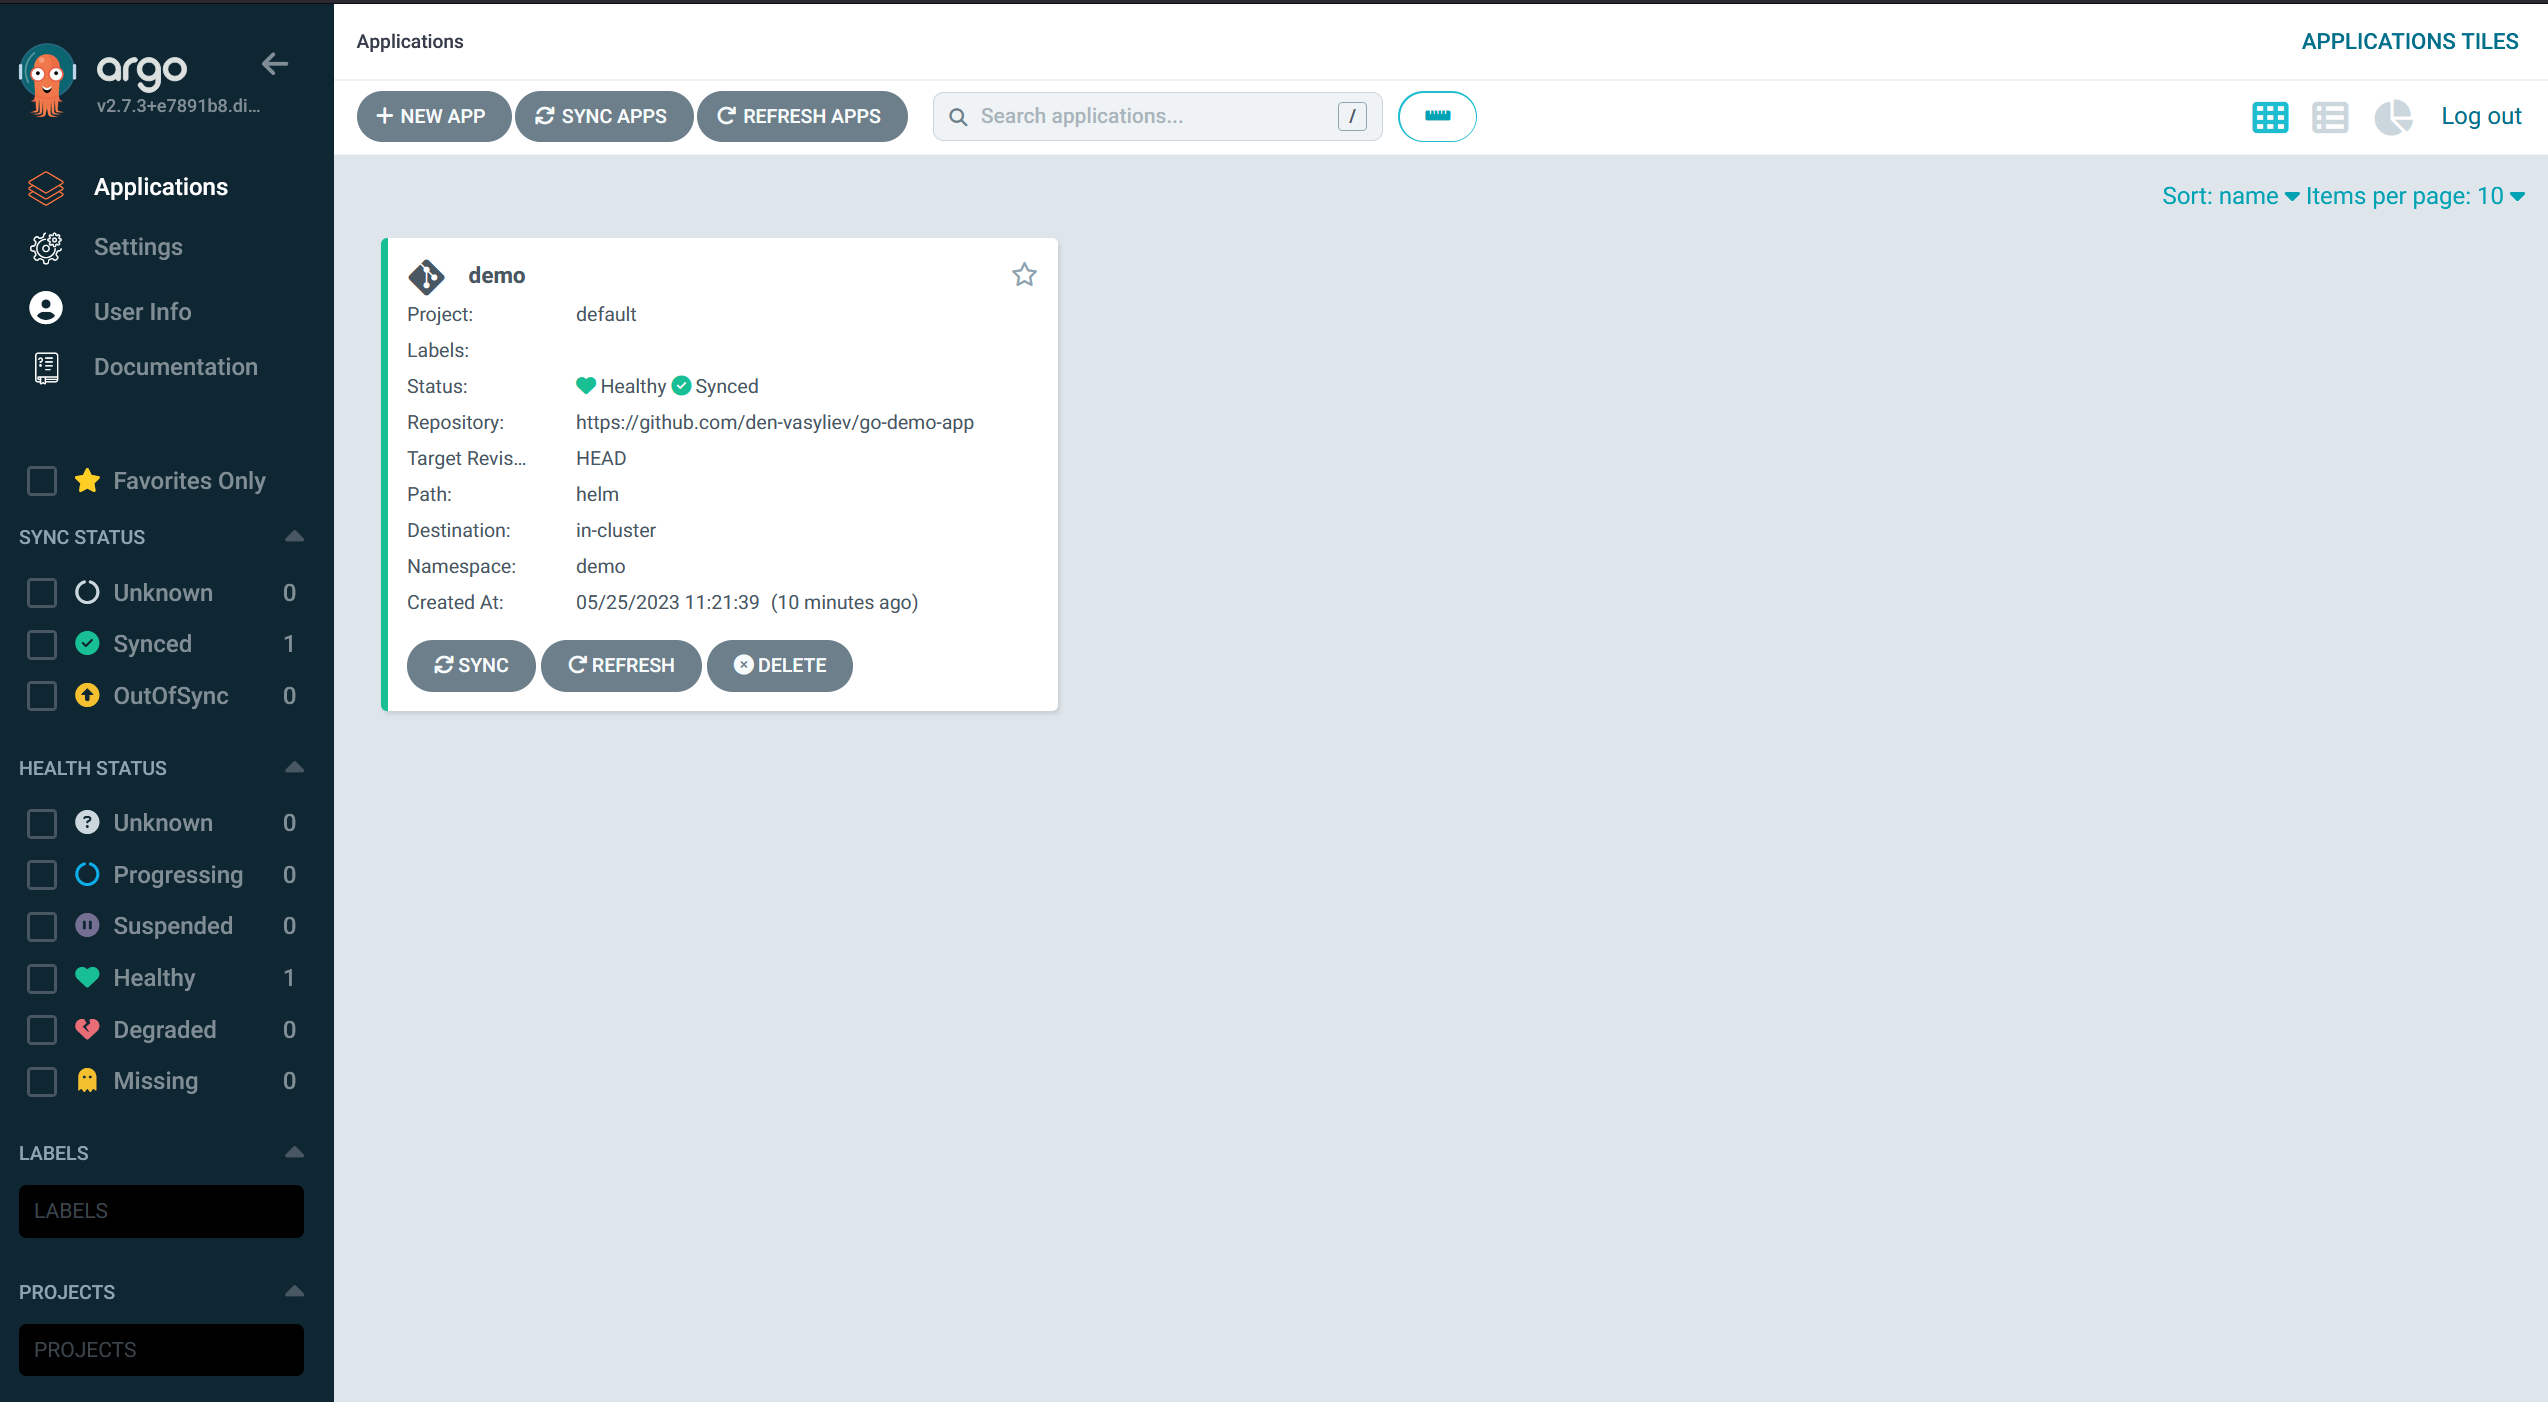 argo
v2.7.3+e7891b8.di...
Applications
Settings
User Info
Documentation
Favorites Only
SYNC STATUS
Unknown 0
Synced 1
OutOfSync 0
HEALTH STATUS
Unknown 0
Progressing 0
Suspended 0
Healthy 1
Degraded 0
Missing 0
LABELS
LABELS
PROJECTS
PROJECTS
Applications
APPLICATIONS TILES
NEW APP
SYNC APPS
REFRESH APPS
Search applications...
/
Log out
Sort: name
Items per page: 10
demo
Project: default
Labels:
Status: Healthy Synced
Repository: https://github.com/den-vasyliev/go-demo-app
Target Revis... HEAD
Path: helm
Destination: in-cluster
Namespace: demo
Created At: 05/25/2023 11:21:39 (10 minutes ago)
SYNC
REFRESH
DELETE